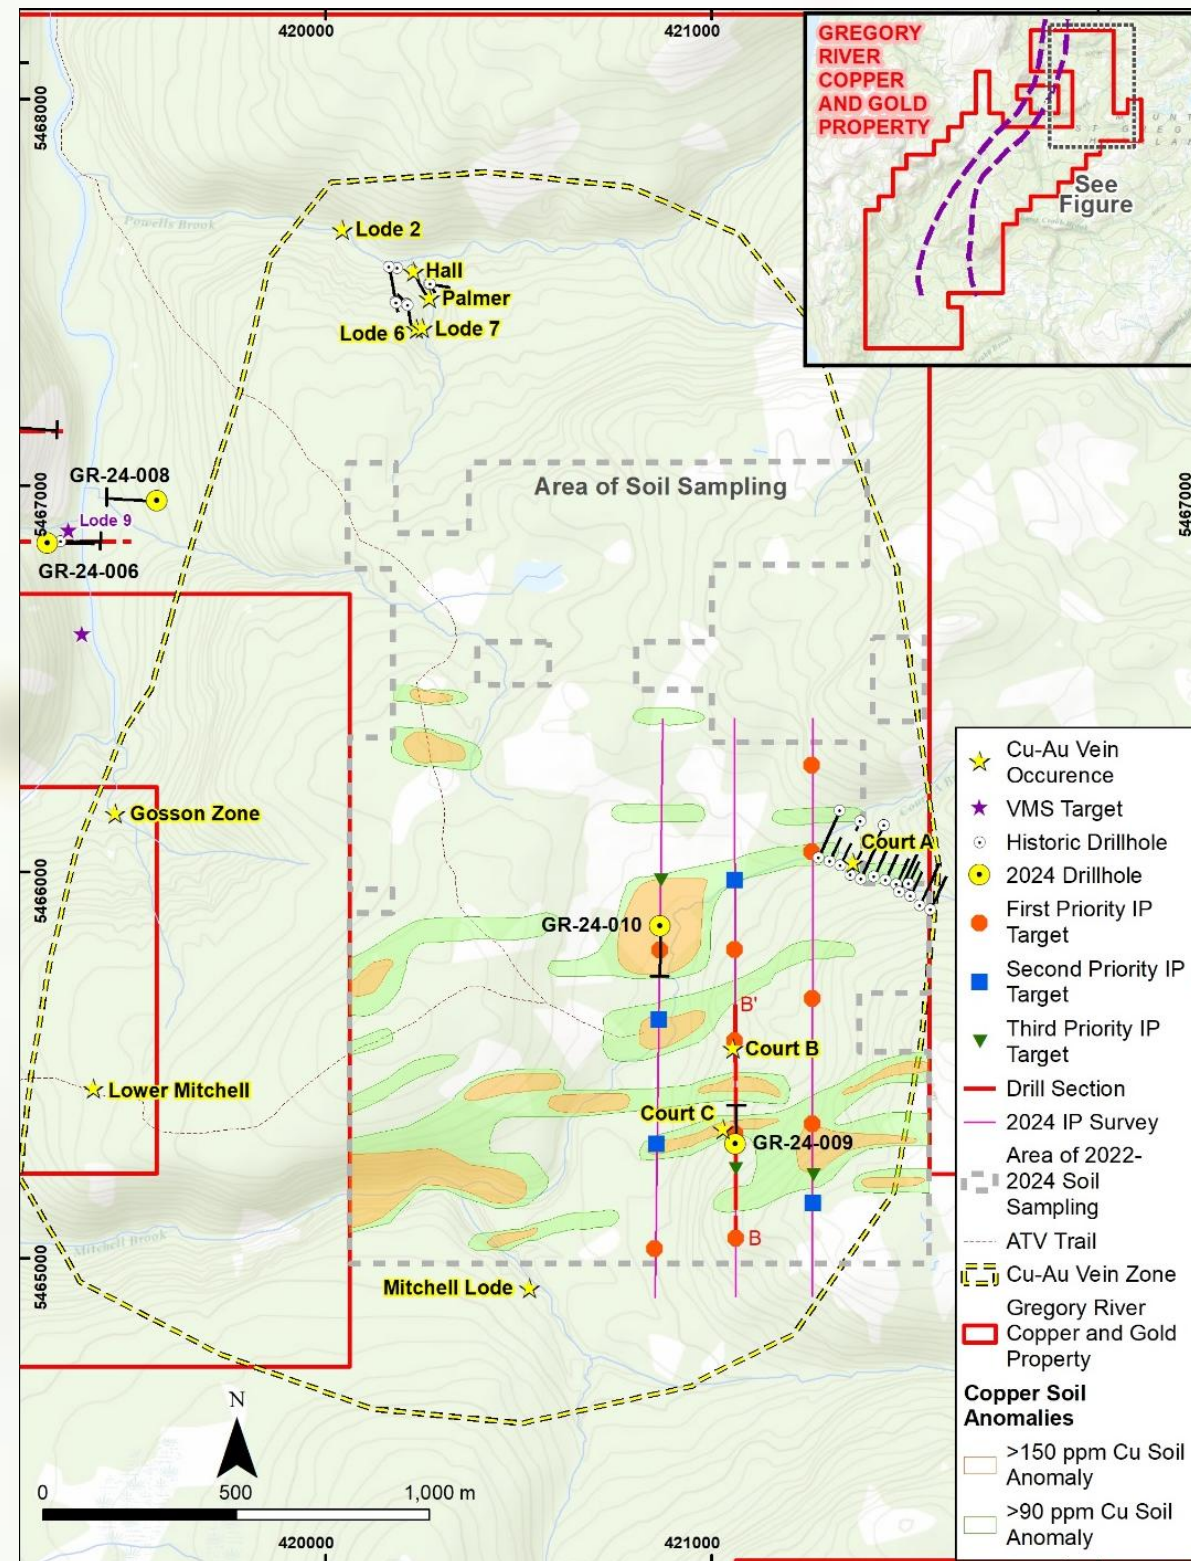 420000
421000
5468000
GREGORY
RIVER
COPPER
AND GOLD
PROPERTY
See
Figure
Powells Brook
Lode 2
Hall
Palmer
Lode 6
Lode 7
GR-24-008
5467000
Lode 9
GR-24-006
Area of Soil Sampling
5467000
Gosson Zone
Court A
5466000
GR-24-010
B'
Court B
Lower Mitchell
Court C
GR-24-009
B
Mitchell Brook
5465000
Mitchell Lode
Cu-Au Vein
Occurence
VMS Target
Historic Drillhole
2024 Drillhole
First Priority IP
Target
Second Priority IP
Target
Third Priority IP
Target
Drill Section
2024 IP Survey
Area of 2022-
2024 Soil
Sampling
ATV Trail
Cu-Au Vein Zone
Gregory River
Copper and Gold
Property
Copper Soil
Anomalies
>150 ppm Cu Soil
Anomaly
>90 ppm Cu Soil
Anomaly
N
0
500
1,000 m
420000
421000